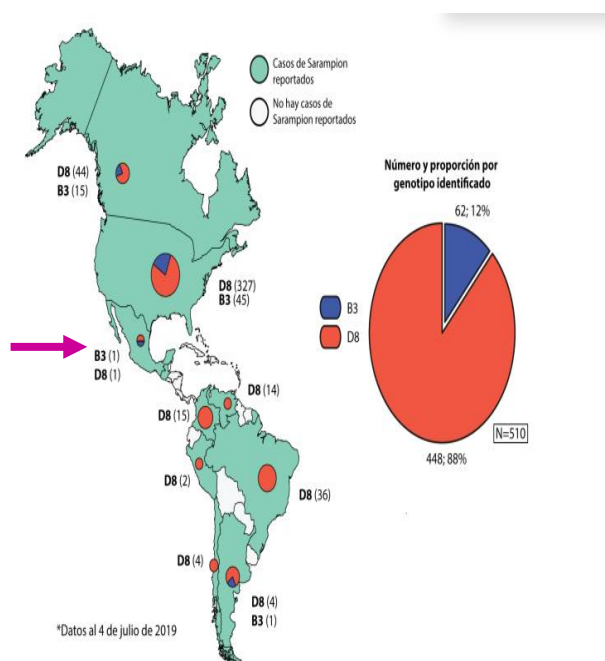 Casos de Sarampion
reportados
No hay casos de
Sarampion reportados
D8 (44)
B3 (15)
D8 (327)
B3 (45)
B3 (1)
D8 (1)
D8 (14)
D8 (15)
D8 (2)
D8 (36)
D8 (4)
D8 (4)
B3 (1)
*Datos al 4 de julio de 2019
Número y proporción por
genotipo identificado
62; 12%
B3
D8
N=510
448; 88%